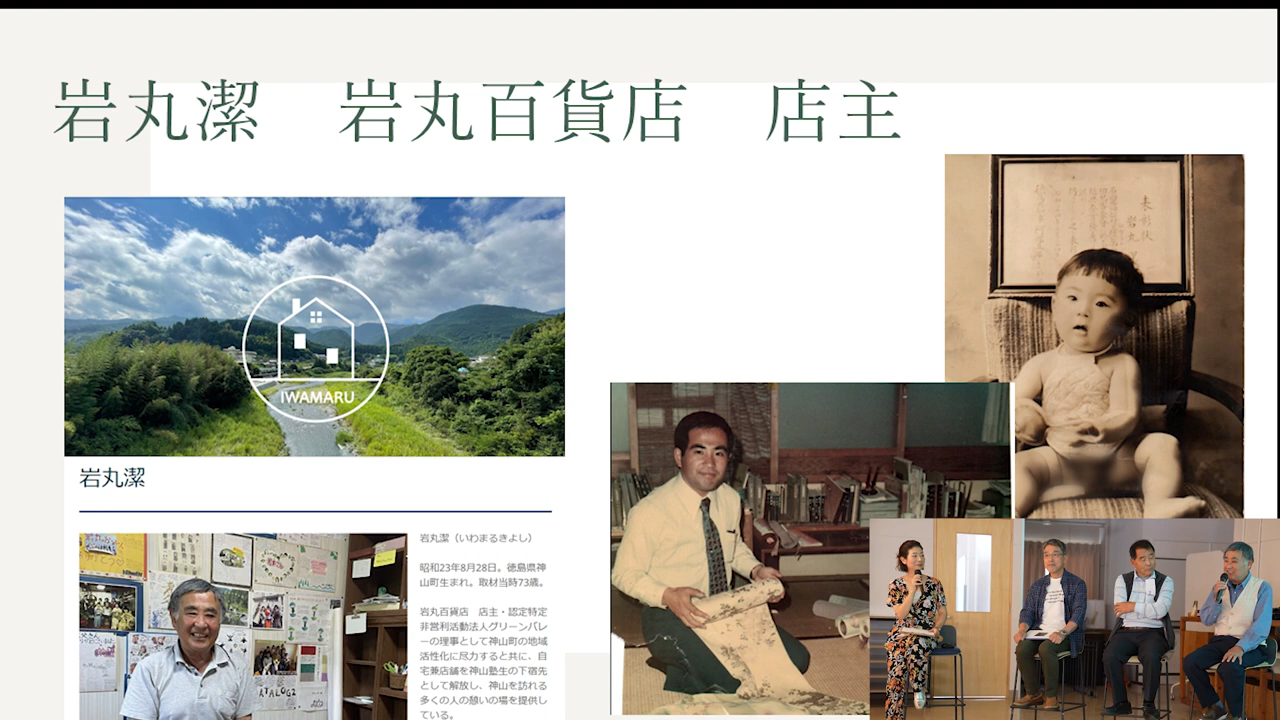 岩丸潔　岩丸百貨店　店主
表彰状
岩丸
IWAMARU
岩丸潔
岩丸潔（いわまるきよし）
昭和23年8月28日。徳島県神
山町生まれ。取材当時73歳。
岩丸百貨店　店主・認定特定
非営利活動法人グリーンバレ
ーの理事として神山町の地域
活性化に尽力すると共に、自
宅兼店舗を神山塾生の下宿先
として解放し、神山を訪れる
多くの人の憩いの場を提供し
ている。